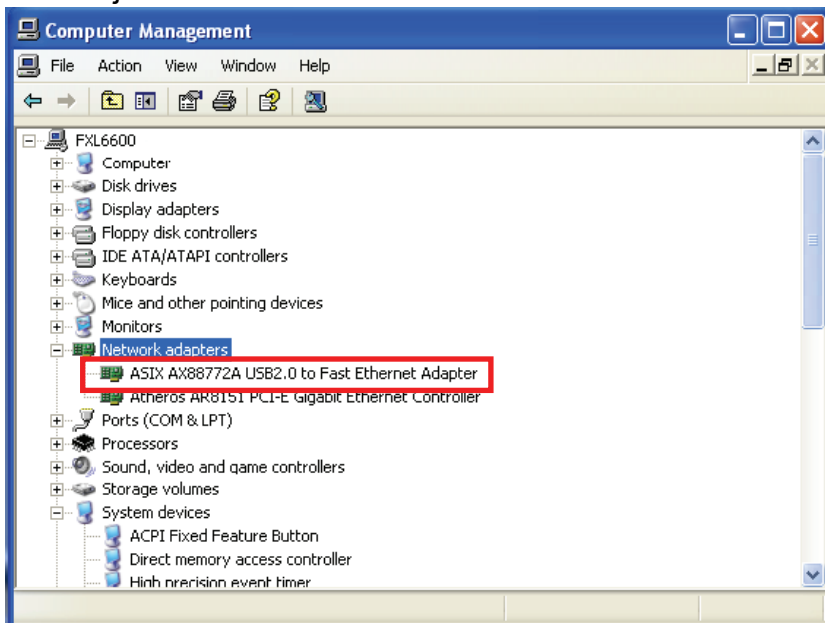 Computer Management
File Action View Window Help
FXL6600
Computer
Disk drives
Display adapters
Floppy disk controllers
IDE ATA/ATAPI controllers
Keyboards
Mice and other pointing devices
Monitors
Network adapters
ASIX AX88772A USB2.0 to Fast Ethernet Adapter
Atheros AR8151 PCI-E Gigabit Ethernet Controller
Ports (COM & LPT)
Processors
Sound, video and game controllers
Storage volumes
System devices
ACPI Fixed Feature Button
Direct memory access controller
High precision event timer